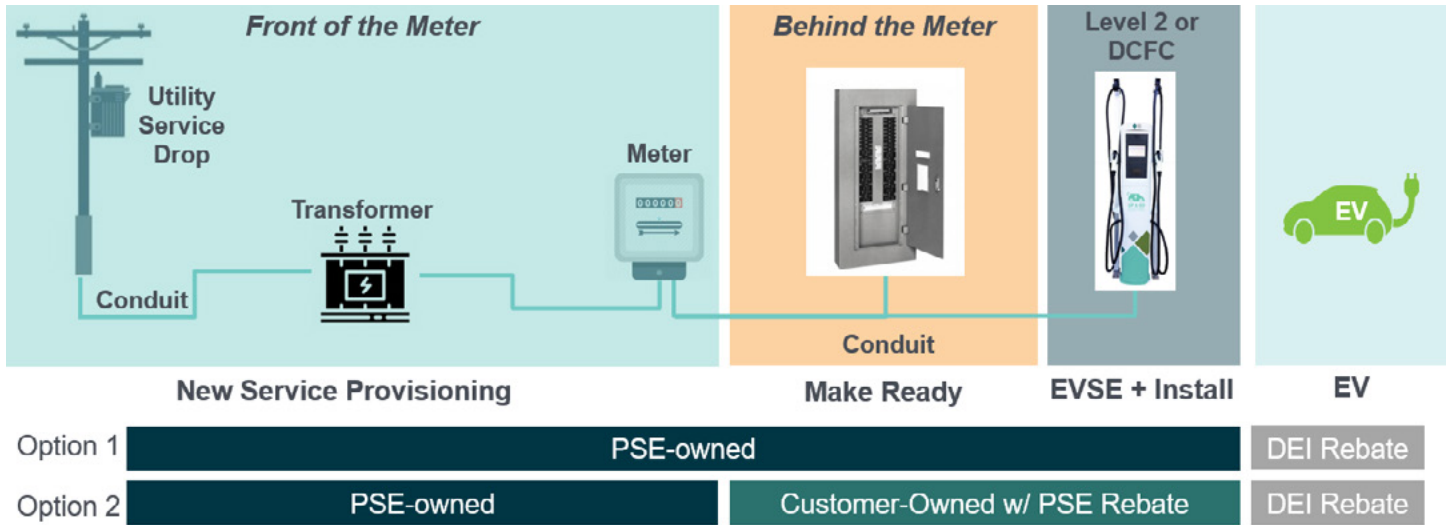 Front of the Meter
Behind the Meter
Level 2 or
DCFC
Utility
Service
Drop
Meter
Transformer
EV
Conduit
Conduit
New Service Provisioning
Make Ready
EVSE + Install
EV
Option 1
PSE-owned
DEI Rebate
Option 2
PSE-owned
Customer-Owned w/ PSE Rebate
DEI Rebate